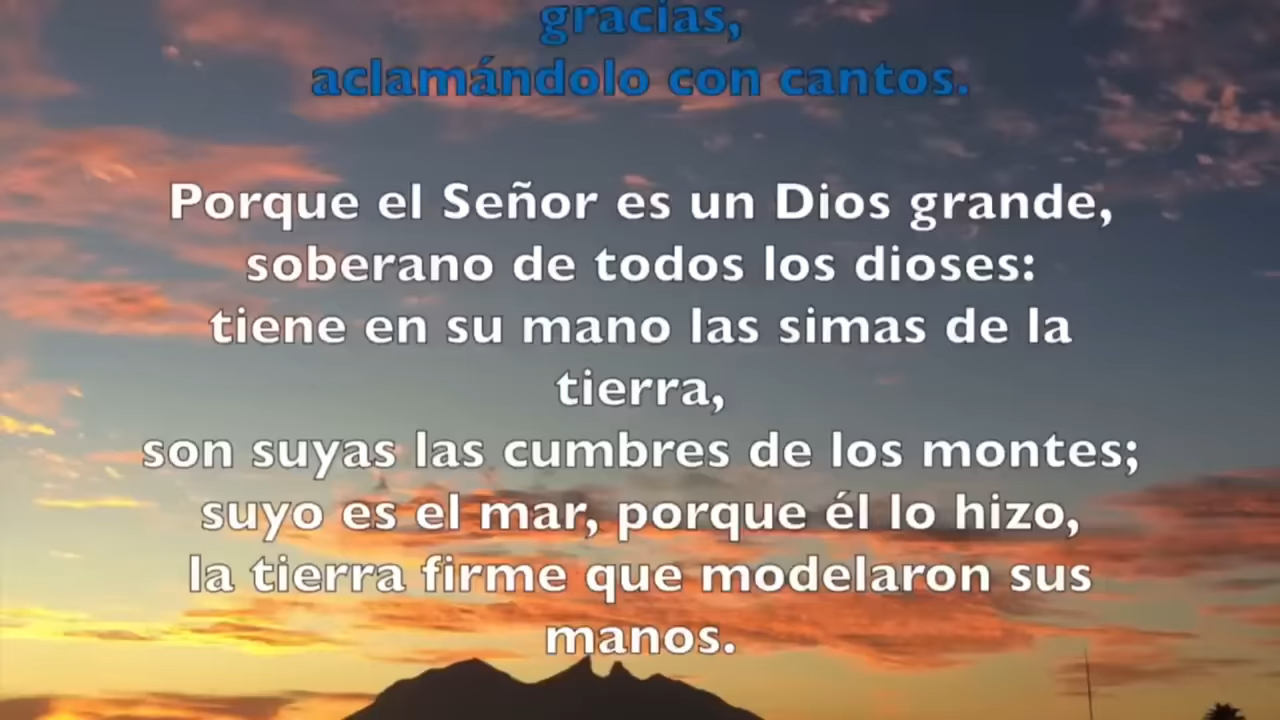 gracias,
aclamándolo con cantos.
Porque el Señor es un Dios grande,
soberano de todos los dioses:
tiene en su mano las simas de la
tierra,
son suyas las cumbres de los montes;
suyo es el mar, porque él lo hizo,
la tierra firme que modelaron sus
manos.